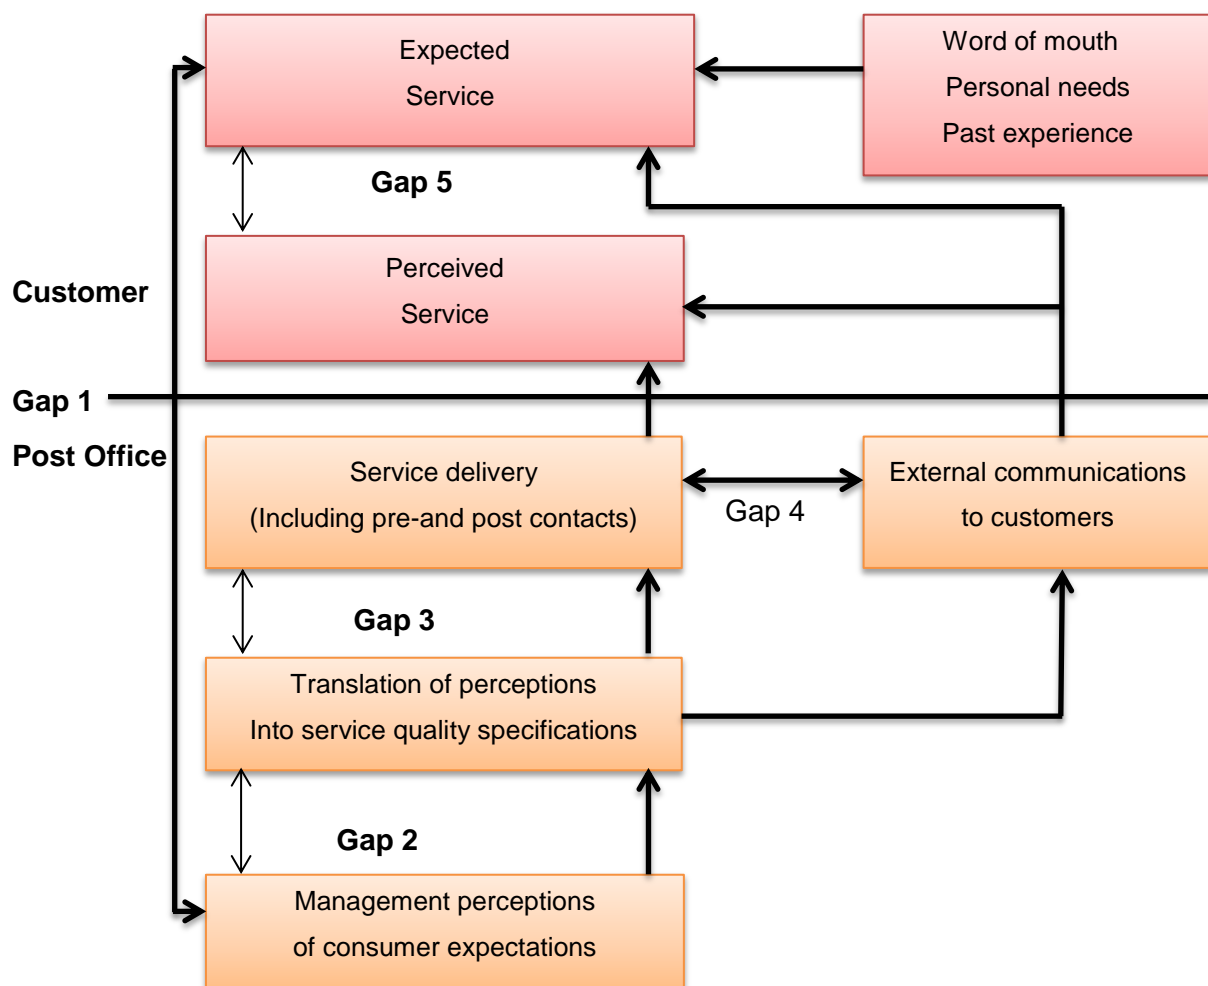 Expected
Service
Word of mouth
Personal needs
Past experience
Gap 5
Perceived
Service
Customer
Gap 1
Post Office
Service delivery
(Including pre-and post contacts)
Gap 4
External communications
to customers
Gap 3
Translation of perceptions
Into service quality specifications
Gap 2
Management perceptions
of consumer expectations